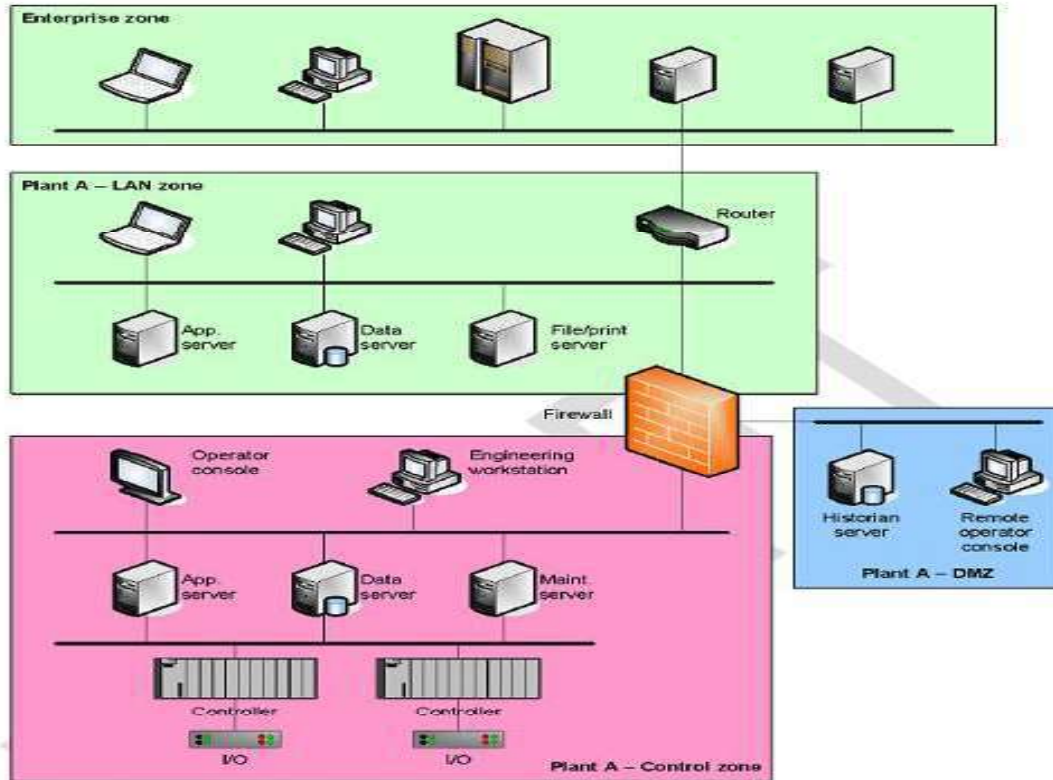 Enterprise zone
Plant A – LAN zone
Router
App.
server
Data
server
File/print
server
Firewall
Operator
console
Engineering
workstation
Historian
server
Remote
operator
console
Plant A – DMZ
App.
server
Data
server
Maint.
server
Controller
Controller
I/O
I/O
Plant A – Control zone